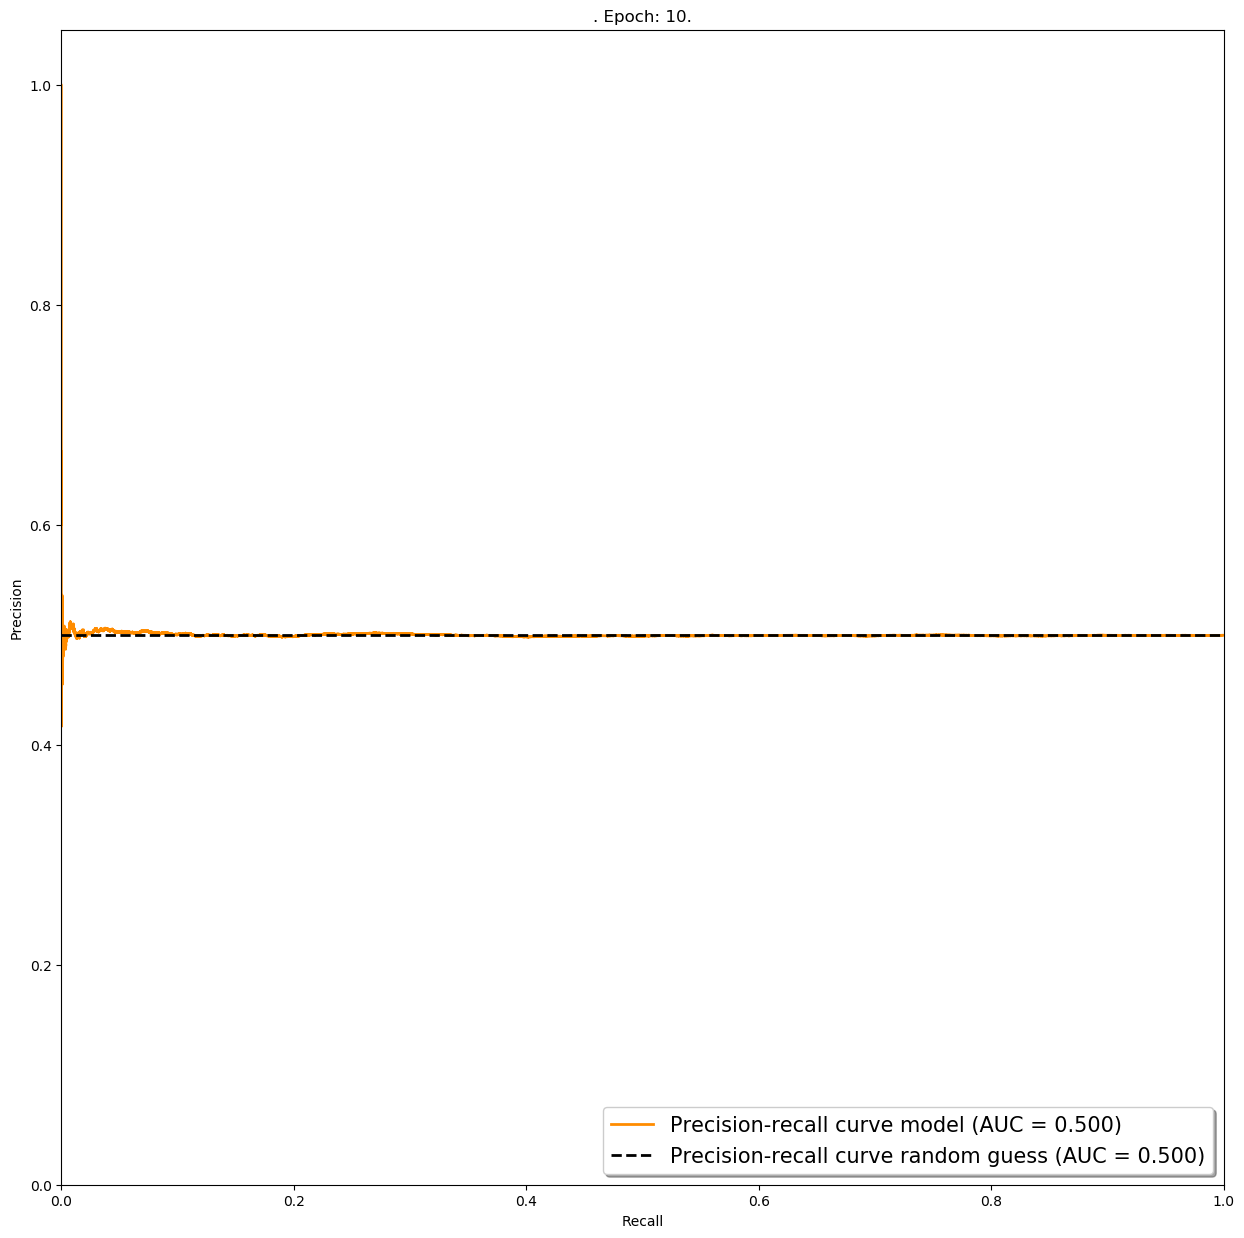 . Epoch: 10.
1.0
0.8
0.6
0.4
0.2
0.0
Precision
0.0 0.2 0.4 0.6 0.8 1.0
Recall
Precision-recall curve model (AUC = 0.500)
Precision-recall curve random guess (AUC = 0.500)